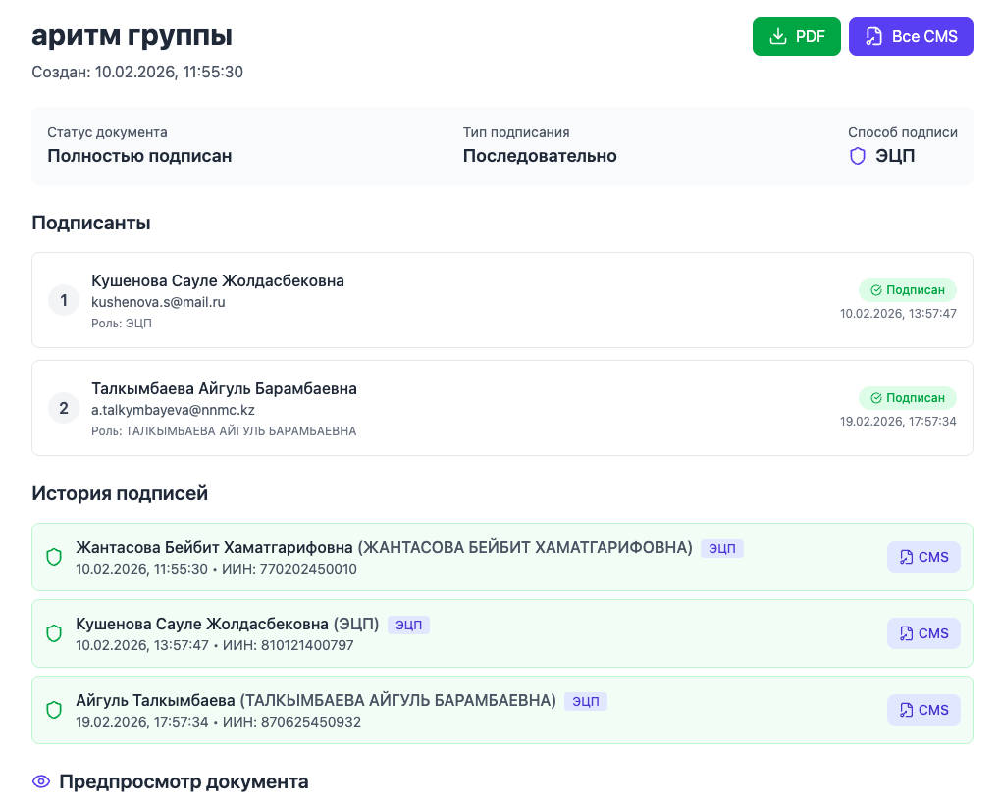 аритм группы
PDF
Все CMS
Создан: 10.02.2026, 11:55:30
Статус документа
Тип подписания
Способ подписи
Полностью подписан
Последовательно
ЭЦП
Подписанты
1
Кушенова Сауле Жолдасбековна
kushenova.s@mail.ru
Роль: ЭЦП
Подписан
10.02.2026, 13:57:47
2
Талкымбаева Айгуль Барамбаевна
a.talkymbayeva@nnmc.kz
Роль: ТАЛКЫМБАЕВА АЙГУЛЬ БАРАМБАЕВНА
Подписан
19.02.2026, 17:57:34
История подписей
Жантасова Бейбит Хаматгарифовна (ЖАНТАСОВА БЕЙБИТ ХАМАТГАРИФОВНА) ЭЦП
10.02.2026, 11:55:30 • ИИН: 770202450010
CMS
Кушенова Сауле Жолдасбековна (ЭЦП) ЭЦП
10.02.2026, 13:57:47 • ИИН: 810121400797
CMS
Айгуль Талкымбаева (ТАЛКЫМБАЕВА АЙГУЛЬ БАРАМБАЕВНА) ЭЦП
19.02.2026, 17:57:34 • ИИН: 870625450932
CMS
Предпросмотр документа